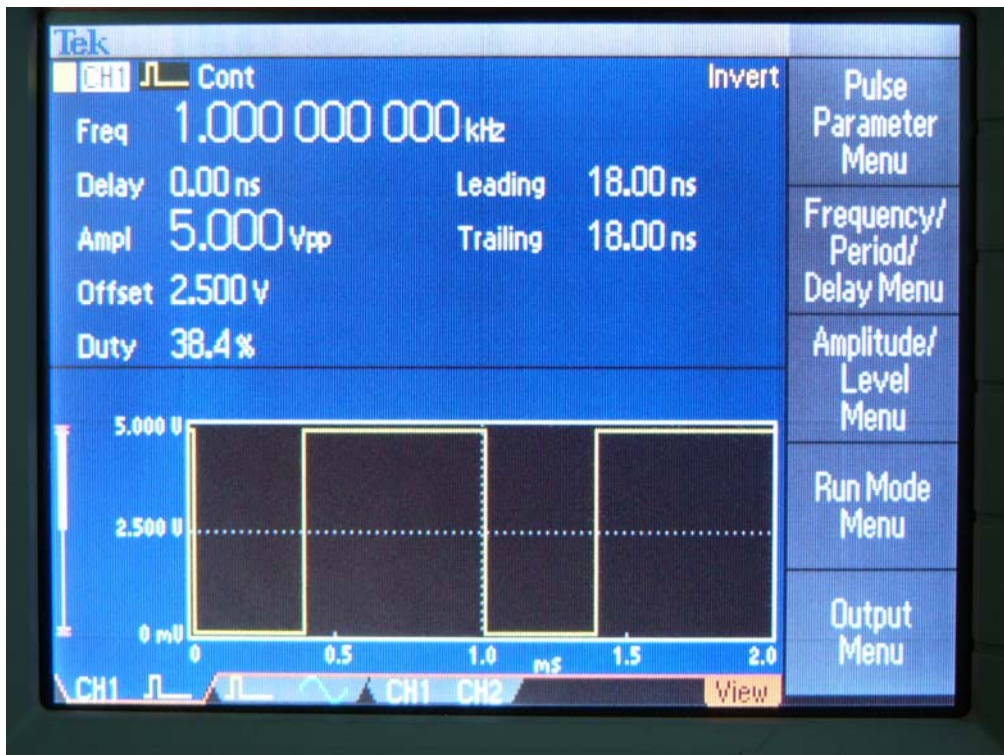 Tek
CH1 Cont Invert
Freq 1.000 000 000 kHz
Delay 0.00 ns Leading 18.00 ns
Ampl 5.000 Vpp Trailing 18.00 ns
Offset 2.500 V
Duty 38.4 %
5.000 V
2.500 V
0 mV
0 0.5 1.0 ms 1.5 2.0
CH1 CH1 CH2 View
Pulse
Parameter
Menu
Frequency/
Period/
Delay Menu
Amplitude/
Level
Menu
Run Mode
Menu
Output
Menu